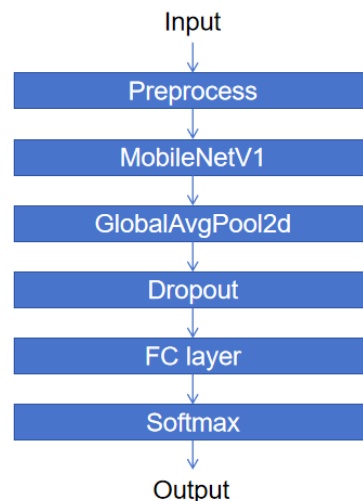 Input
Preprocess
MobileNetV1
GlobalAvgPool2d
Dropout
FC layer
Softmax
Output